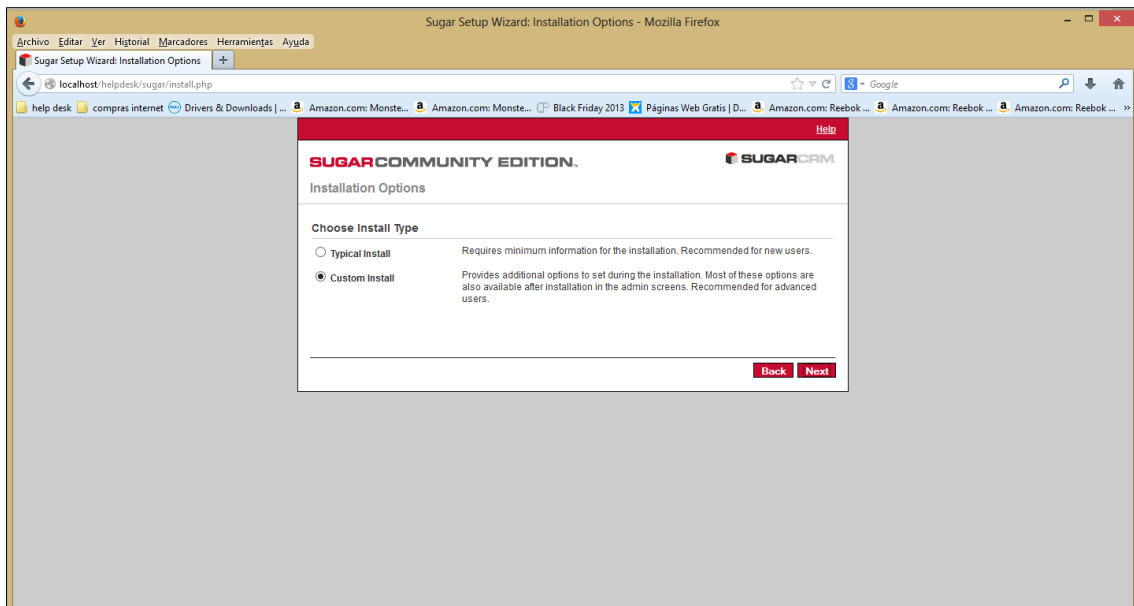 Sugar Setup Wizard: Installation Options - Mozilla Firefox
Archivo Editar Ver Historial Marcadores Herramientas Ayuda
Sugar Setup Wizard: Installation Options +
localhost/helpdesk/sugar/install.php
8 - Google
help desk compras internet Drivers & Downloads | ... Amazon.com: Monste... Amazon.com: Monste... Black Friday 2013 Páginas Web Gratis | D... Amazon.com: Reebok ... Amazon.com: Reebok ... Amazon.com: Reebok ... »
Help
SUGARCOMMUNITY EDITION.
SUGARCRM
Installation Options
Choose Install Type
Typical Install Requires minimum information for the installation. Recommended for new users.
Custom Install Provides additional options to set during the installation. Most of these options are
also available after installation in the admin screens. Recommended for advanced
users.
Back Next